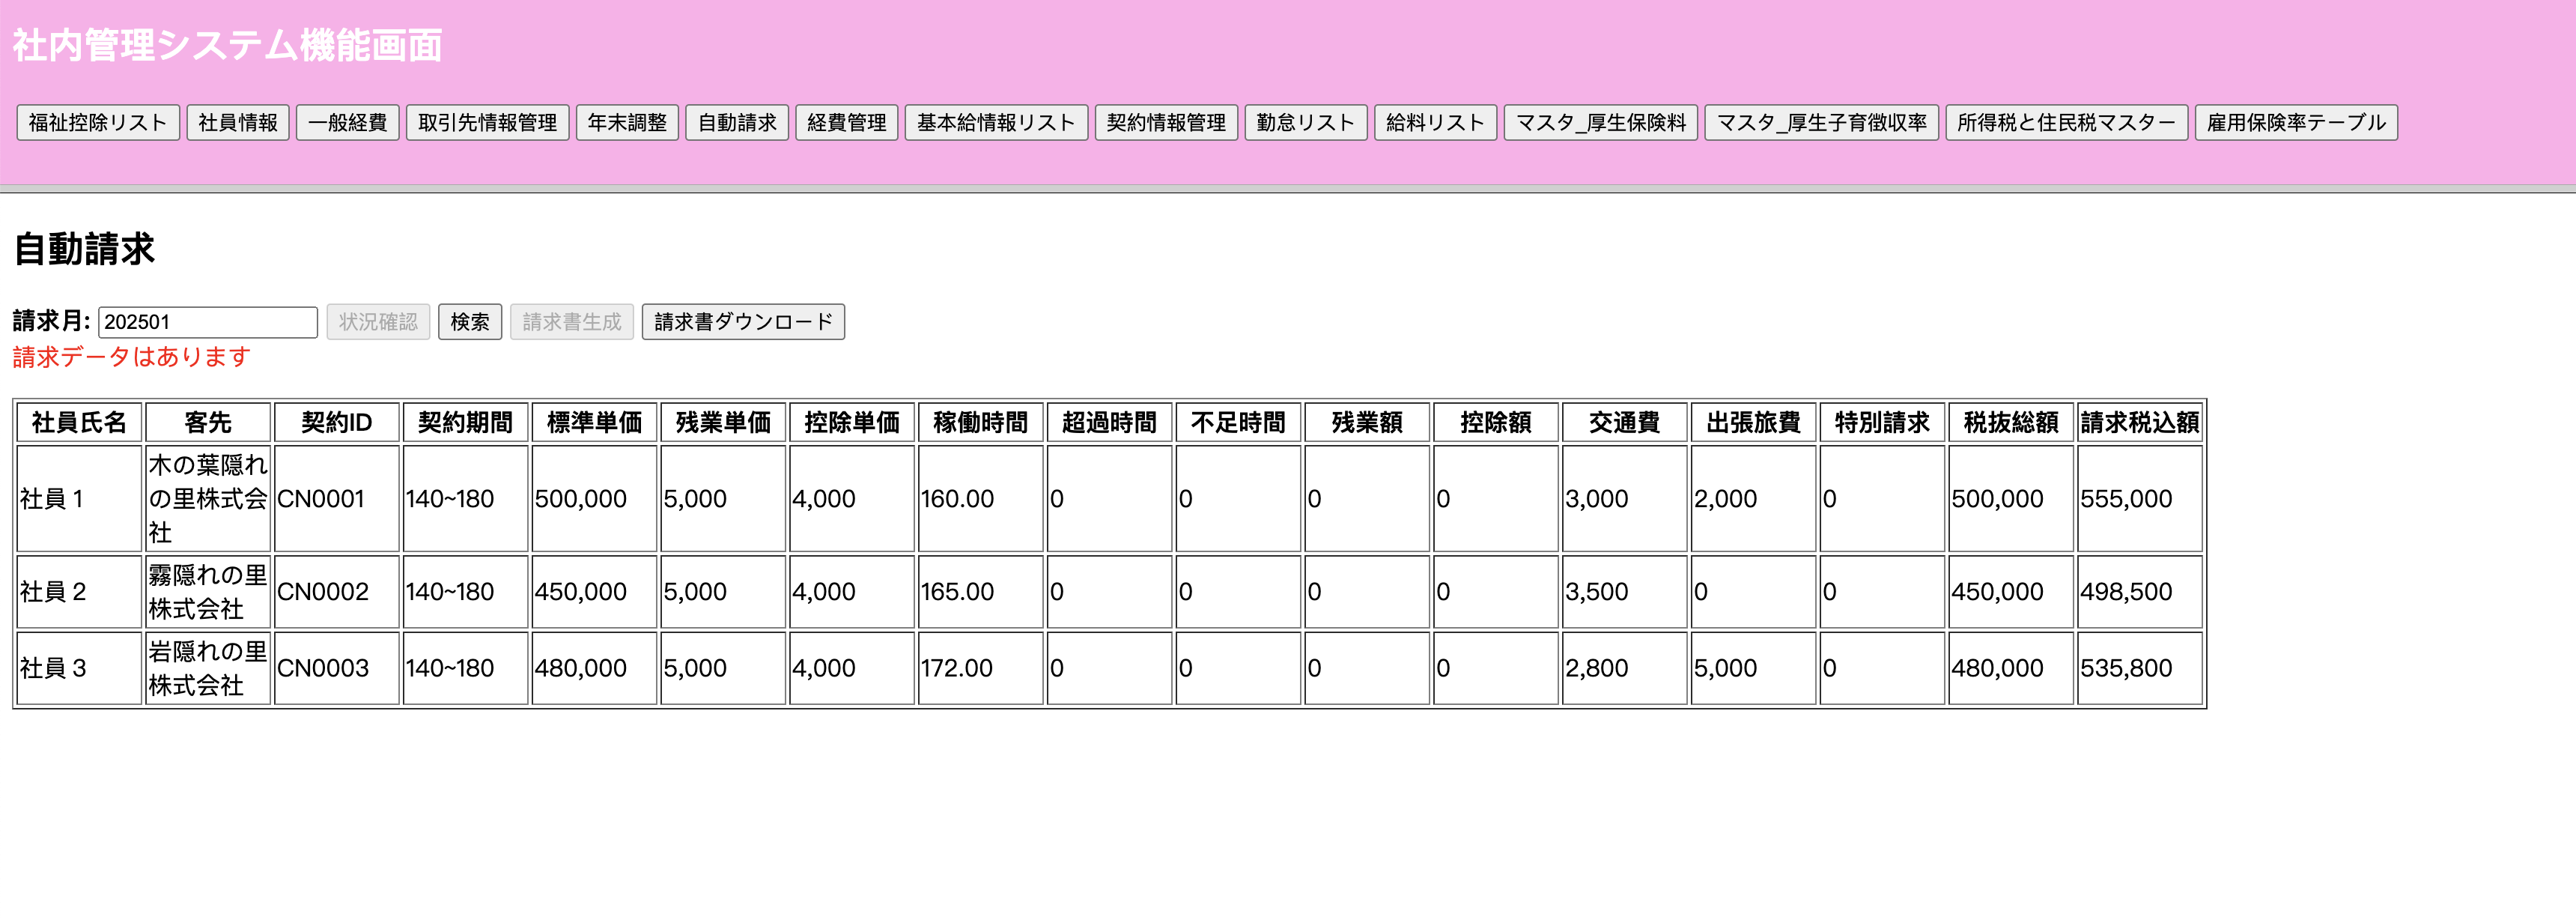 社内管理システム機能画面
福祉控除リスト 社員情報 一般経費 取引先情報管理 年末調整 自動請求 経費管理 基本給情報リスト 契約情報管理 勤怠リスト 給料リスト マスタ_厚生保険料 マスタ_厚生子育徴収率 所得税と住民税マスター 雇用保険率テーブル
自動請求
請求月: 202501 状況確認 検索 請求書生成 請求書ダウンロード
請求データはあります
社員氏名 客先 契約ID 契約期間 標準単価 残業単価 控除単価 稼働時間 超過時間 不足時間 残業額 控除額 交通費 出張旅費 特別請求 税抜総額 請求税込額
社員１ 木の葉隠れの里株式会社 CN0001 140~180 500,000 5,000 4,000 160.00 0 0 0 0 3,000 2,000 0 500,000 555,000
社員２ 霧隠れの里株式会社 CN0002 140~180 450,000 5,000 4,000 165.00 0 0 0 0 3,500 0 0 450,000 498,500
社員３ 岩隠れの里株式会社 CN0003 140~180 480,000 5,000 4,000 172.00 0 0 0 0 2,800 5,000 0 480,000 535,800